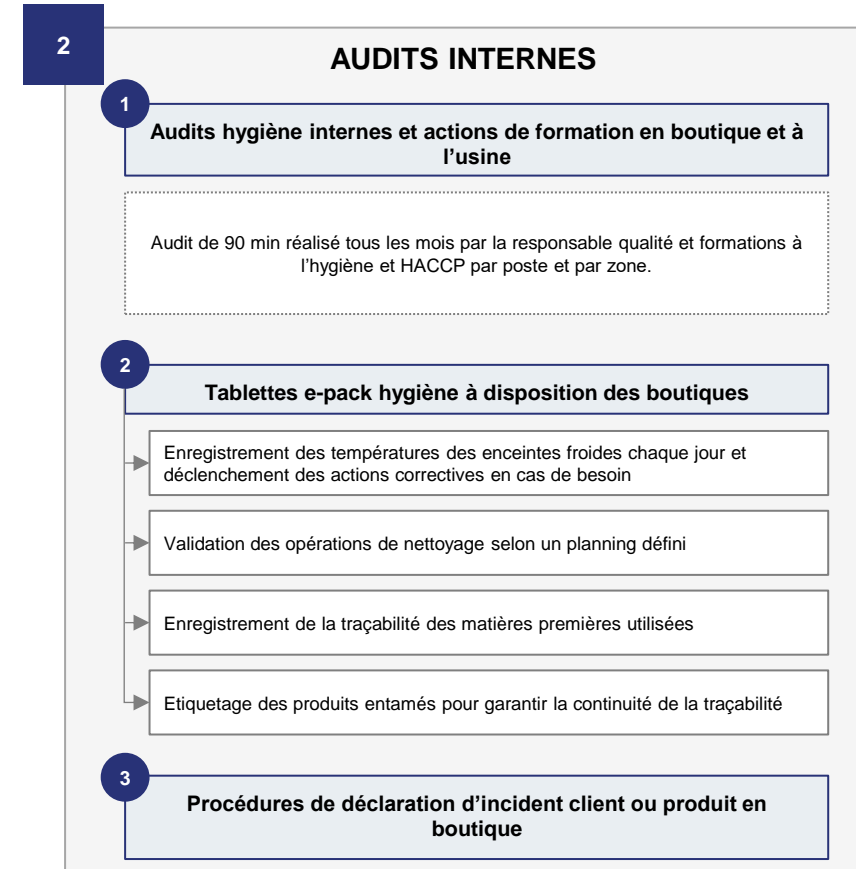 2
AUDITS INTERNES
1
Audits hygiène internes et actions de formation en boutique et à
l’usine
Audit de 90 min réalisé tous les mois par la responsable qualité et formations à
l’hygiène et HACCP par poste et par zone.
2
Tablettes e-pack hygiène à disposition des boutiques
Enregistrement des températures des enceintes froides chaque jour et
déclenchement des actions correctives en cas de besoin
Validation des opérations de nettoyage selon un planning défini
Enregistrement de la traçabilité des matières premières utilisées
Etiquetage des produits entamés pour garantir la continuité de la traçabilité
3
Procédures de déclaration d’incident client ou produit en
boutique